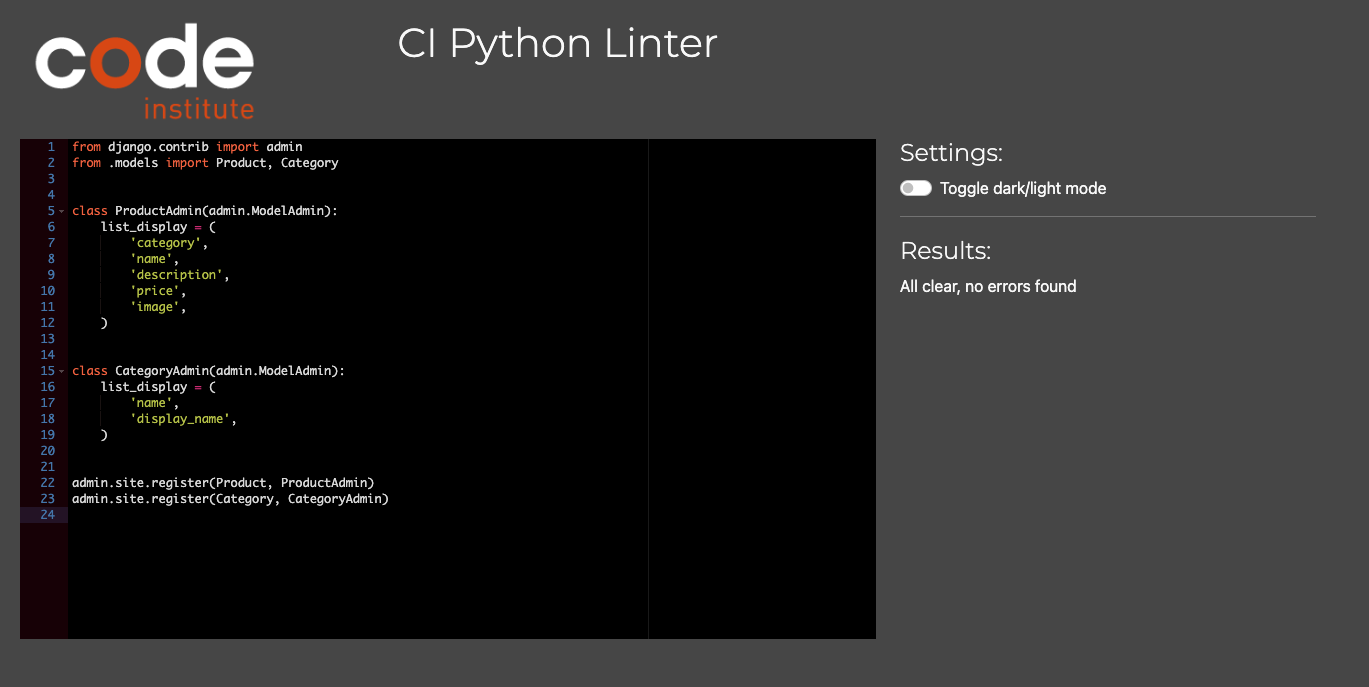 code
institute
CI Python Linter
1 from django.contrib import admin
2 from .models import Product, Category
3
4
5 class ProductAdmin(admin.ModelAdmin):
6     list_display = (
7         'category',
8         'name',
9         'description',
10         'price',
11         'image',
12     )
13
14
15 class CategoryAdmin(admin.ModelAdmin):
16     list_display = (
17         'name',
18         'display_name',
19     )
20
21
22 admin.site.register(Product, ProductAdmin)
23 admin.site.register(Category, CategoryAdmin)
24
Settings:
Toggle dark/light mode
Results:
All clear, no errors found